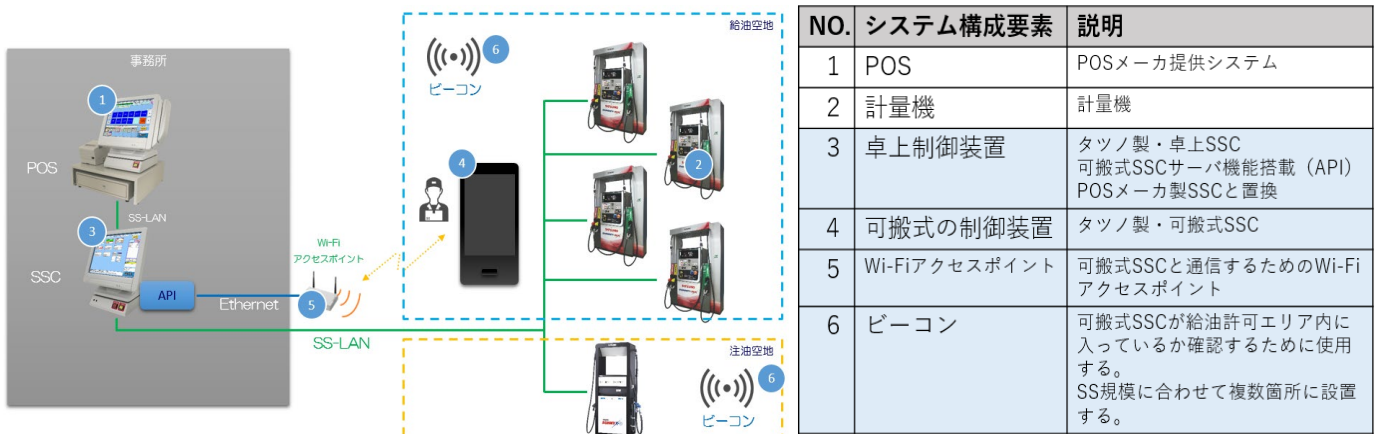 事務所
1
POS
SS-LAN
3
SSC
API
Ethernet
Wi-Fi
アクセスポイント
5
SS-LAN
給油空地
6
ビーコン
4
2
注油空地
6
ビーコン
NO. システム構成要素 説明
1 POS POSメーカ提供システム
2 計量機 計量機
3 卓上制御装置 タツノ製・卓上SSC
可搬式SSCサーバ機能搭載（API）
POSメーカ製SSCと置換
4 可搬式の制御装置 タツノ製・可搬式SSC
5 Wi-Fiアクセスポイント 可搬式SSCと通信するためのWi-Fi
アクセスポイント
6 ビーコン 可搬式SSCが給油許可エリア内に
入っているか確認するために使用
する。
SS規模に合わせて複数箇所に設置
する。